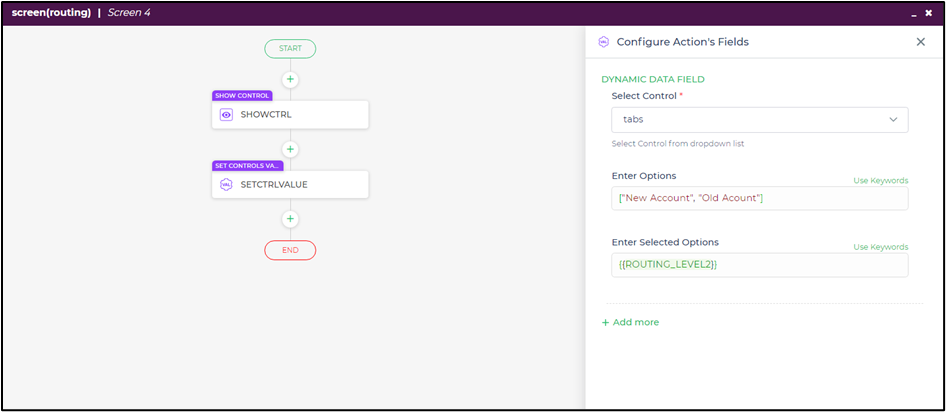 screen(routing) | Screen 4
START
SHOW CONTROL
SHOWCTRL
SET CONTROLS VA...
VAL
SETCTRLVALUE
END
VAL
Configure Action's Fields
DYNAMIC DATA FIELD
Select Control *
tabs
Select Control from dropdown list
Enter Options
Use Keywords
["New Account", "Old Acount"]
Enter Selected Options
Use Keywords
{{ROUTING_LEVEL2}}
+ Add more